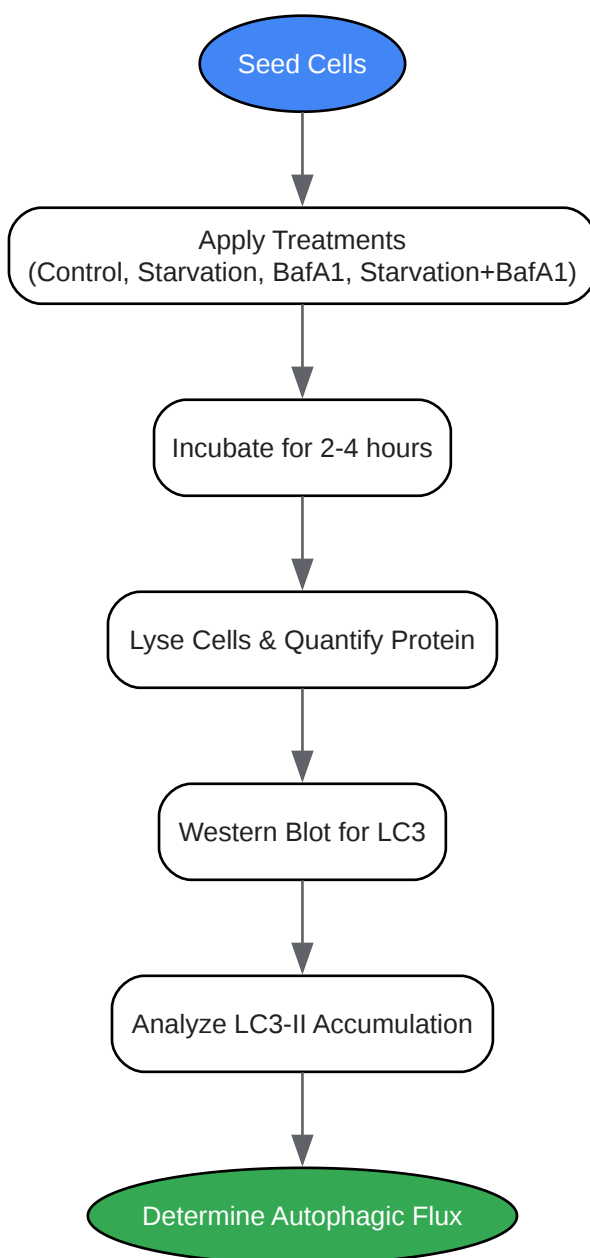 Seed Cells
Apply Treatments
(Control, Starvation, BafA1, Starvation+BafA1)
Incubate for 2-4 hours
Lyse Cells & Quantify Protein
Western Blot for LC3
Analyze LC3-II Accumulation
Determine Autophagic Flux